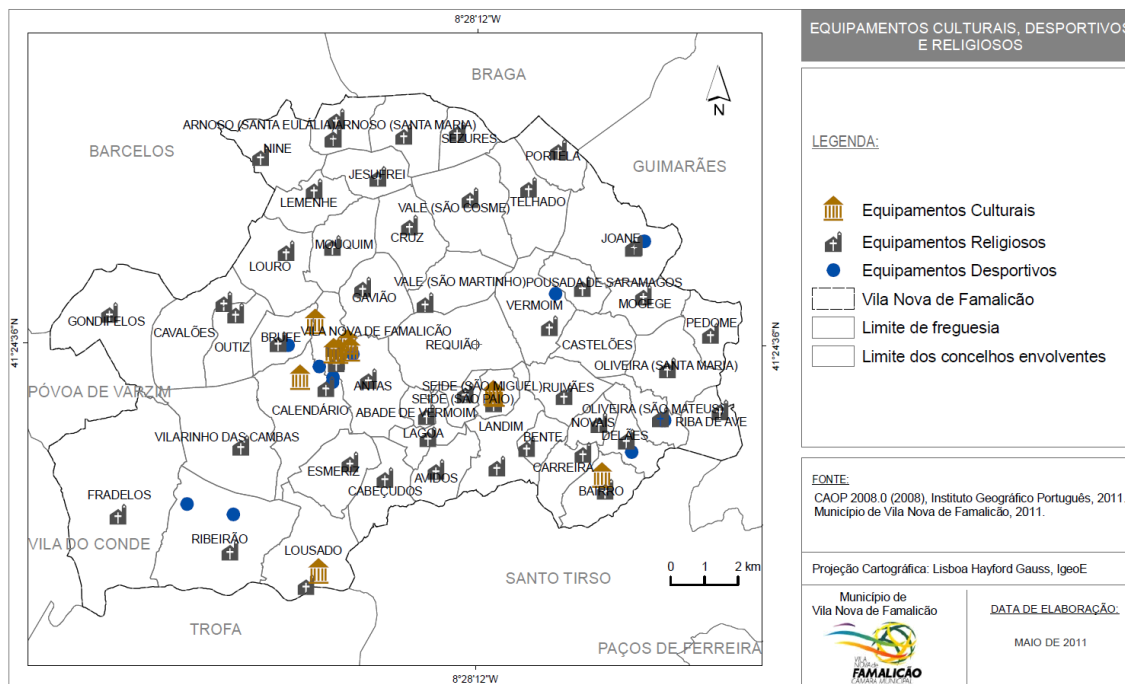 8°28'12"W
BRAGA
ARNOSO (SANTA EULÁLIA)
ARNOSO (SANTA MARIA)
SEZURES
BARCELOS
NINE
PORTELA
GUIMARÃES
JESUFREI
LEMENHE
TELHADO
VALE (SÃO COSME)
CRUZ
JOANE
MOUQUIM
LOURO
VALE (SÃO MARTINHO)
POUSADA DE SARAMAGOS
GAVIÃO
VERMOIM
MOGEGE
GONDIFELOS
CAVALÕES
OUTIZ
BRUFE
VILA NOVA DE FAMALICÃO
PEDOME
REQUIÃO
CASTELÕES
41°24'36"N
41°24'36"N
OLIVEIRA (SANTA MARIA)
PÓVOA DE VARZIM
ANTAS
SEIDE (SÃO MIGUEL)
RUIVÃES
SEIDE (SÃO PAIO)
CALENDÁRIO
ABADE DE VERMOIM
OLIVEIRA (SÃO MATEUS)
LANDIM
NOVAIS
RIBA DE AVE
VILARINHO DAS CAMBAS
LAGOA
BENTE
DELÃES
ESMERIZ
AVIDOS
CARREIRA
CABEÇUDOS
BAIRRO
FRADELOS
VILA DO CONDE
RIBEIRÃO
LOUSADO
SANTO TIRSO
0 1 2 km
TROFA
PAÇOS DE FERREIRA
8°28'12"W
EQUIPAMENTOS CULTURAIS, DESPORTIVOS
E RELIGIOSOS
LEGENDA:
Equipamentos Culturais
Equipamentos Religiosos
Equipamentos Desportivos
Vila Nova de Famalicão
Limite de freguesia
Limite dos concelhos envolventes
FONTE:
CAOP 2008.0 (2008), Instituto Geográfico Português, 2011.
Município de Vila Nova de Famalicão, 2011.
Projeção Cartográfica: Lisboa Hayford Gauss, IgeoE
Município de
Vila Nova de Famalicão
VILA
NOVA de
FAMALICÃO
CÂMARA MUNICIPAL
DATA DE ELABORAÇÃO:
MAIO DE 2011
N